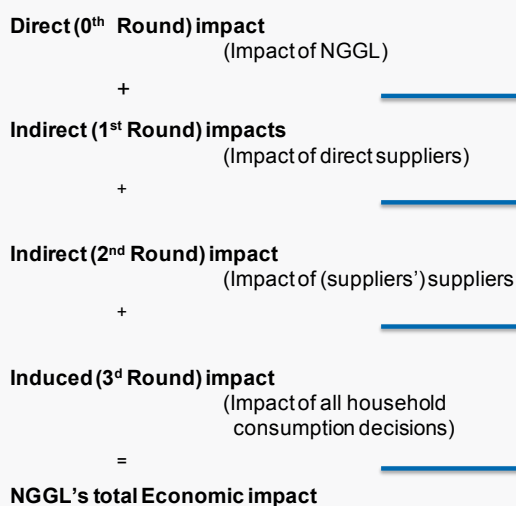 Direct (0th Round) impact
(Impact of NGGL)
+
Indirect (1st Round) impacts
(Impact of direct suppliers)
+
Indirect (2nd Round) impact
(Impact of (suppliers') suppliers
+
Induced (3d Round) impact
(Impact of all household
consumption decisions)
=
NGGL's total Economic impact